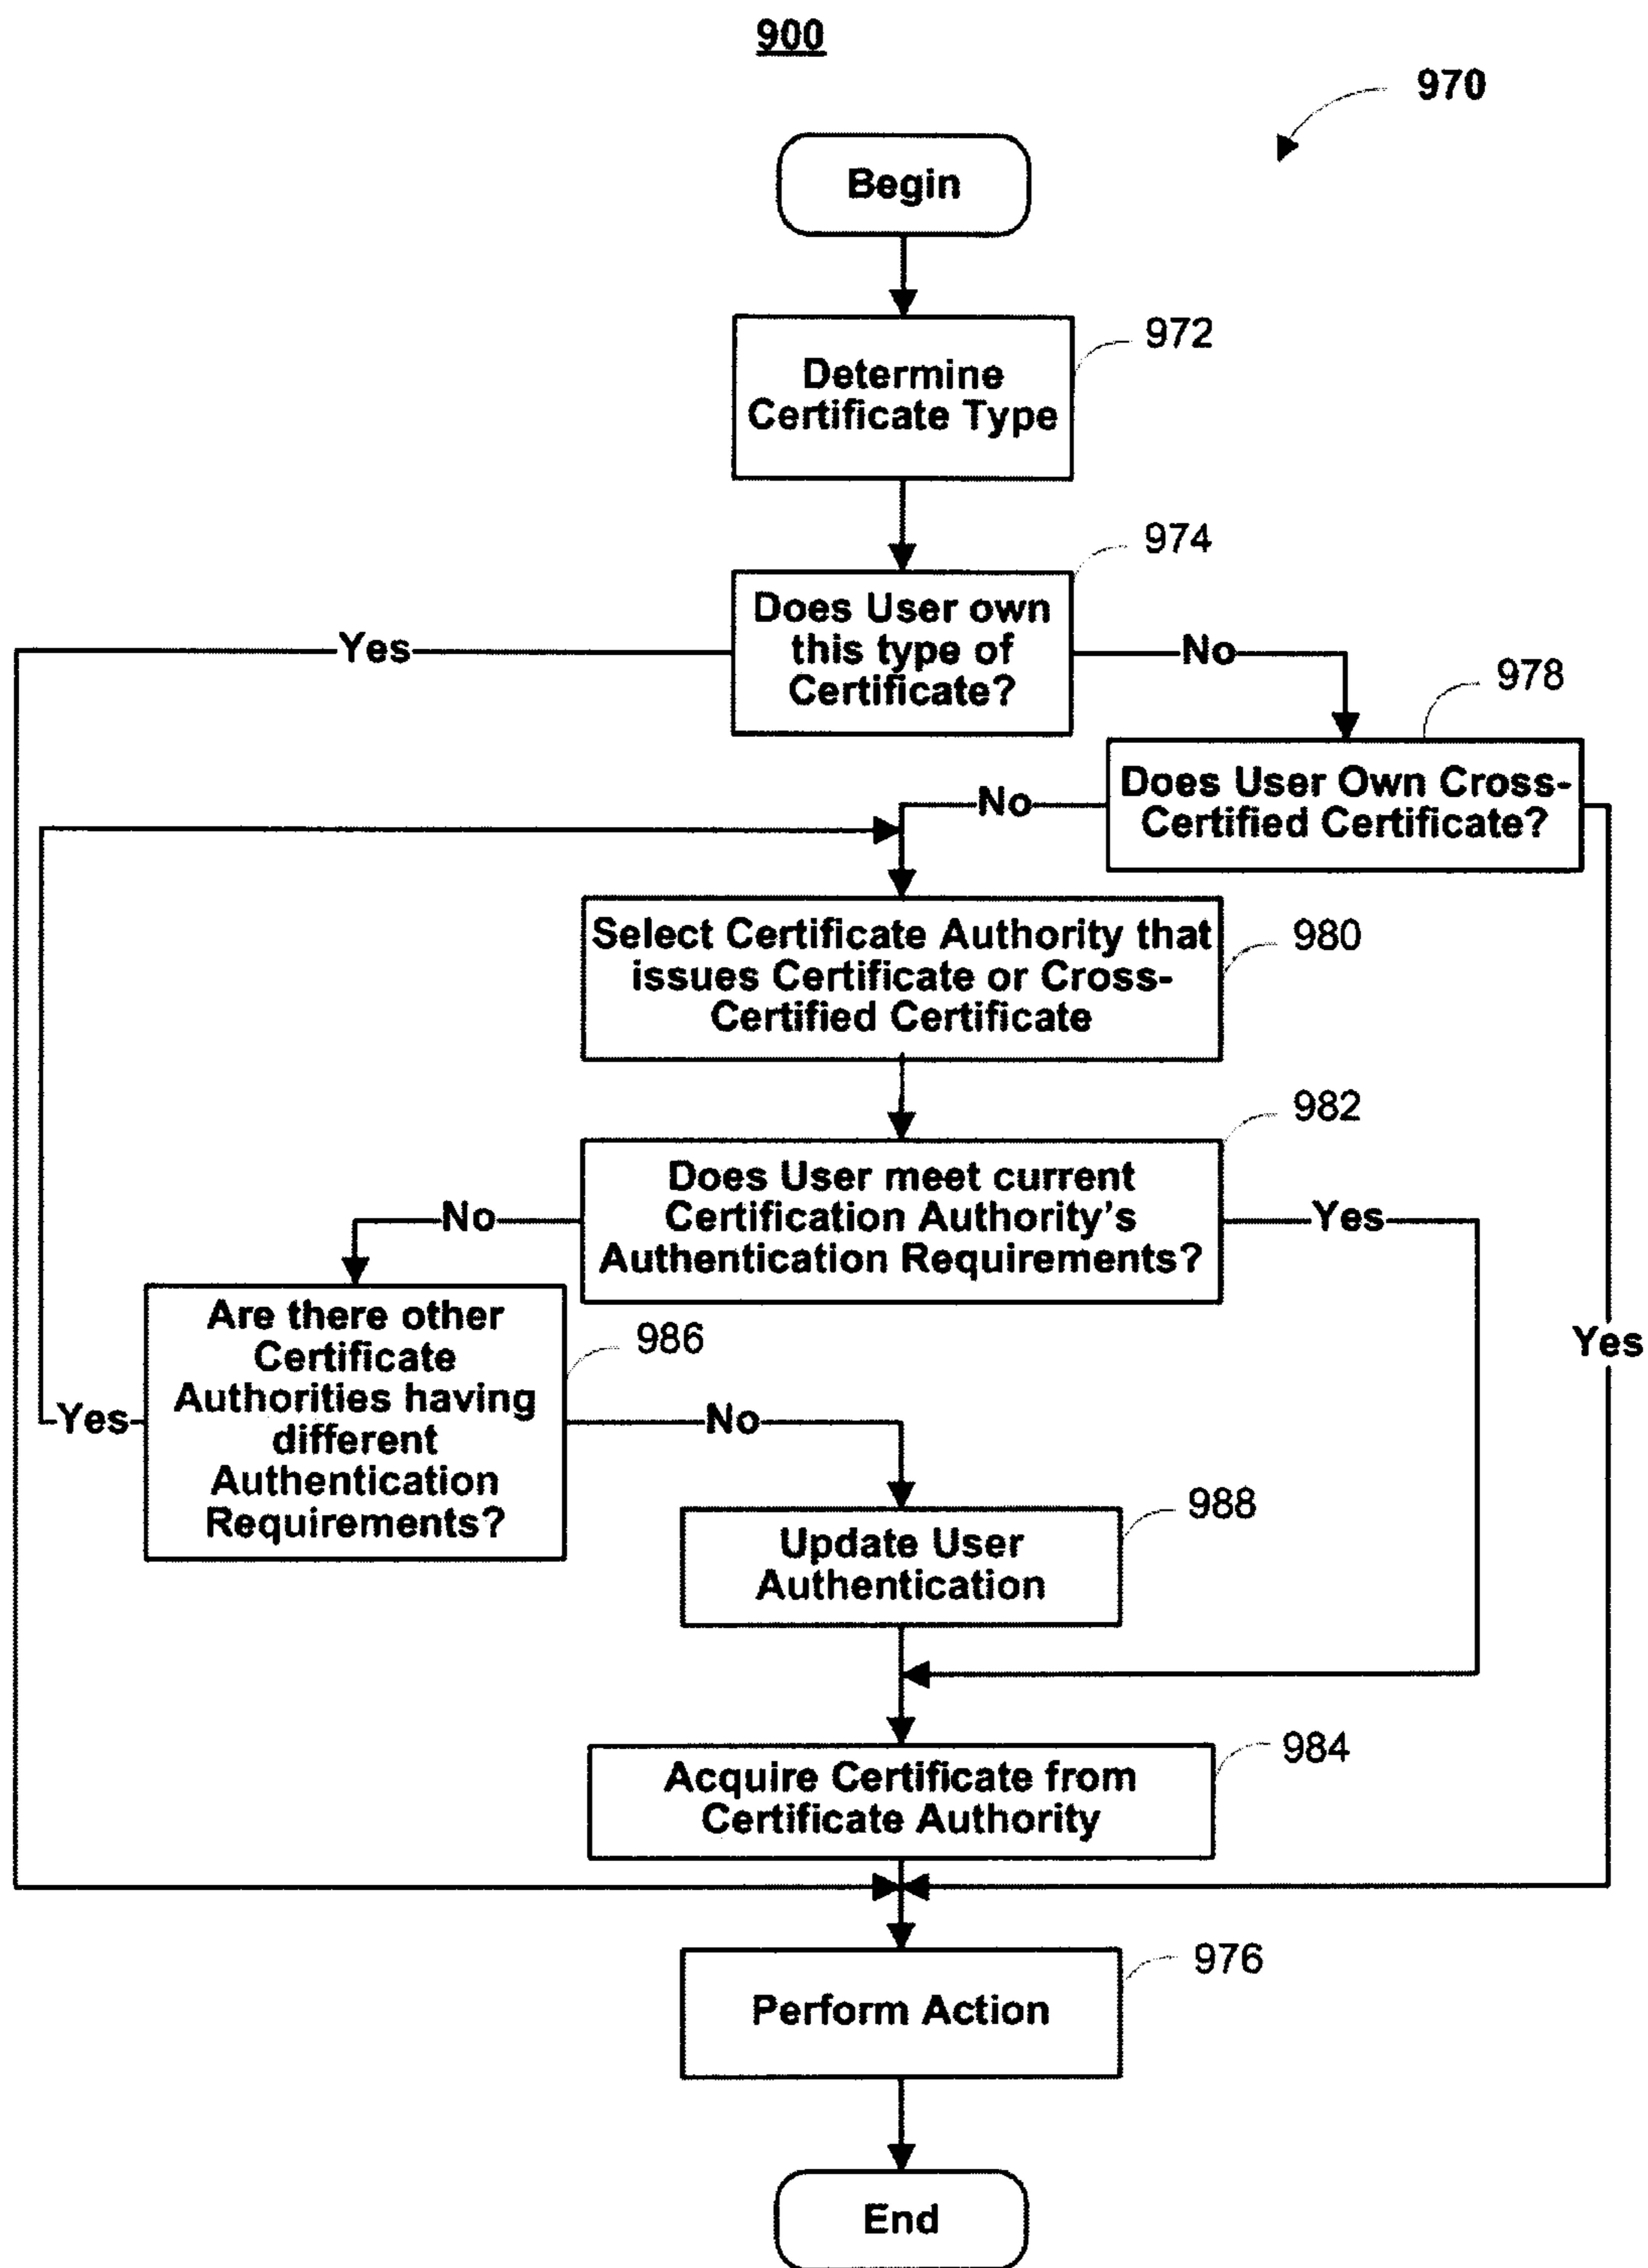 900
970
Begin
972
Determine
Certificate Type
974
Does User own
this type of
Certificate?
Yes
No
978
Does User Own Cross-
Certified Certificate?
No
Yes
980
Select Certificate Authority that
issues Certificate or Cross-
Certified Certificate
982
Does User meet current
Certification Authority's
Authentication Requirements?
No
Yes
986
Are there other
Certificate
Authorities having
different
Authentication
Requirements?
Yes
No
988
Update User
Authentication
984
Acquire Certificate from
Certificate Authority
976
Perform Action
End